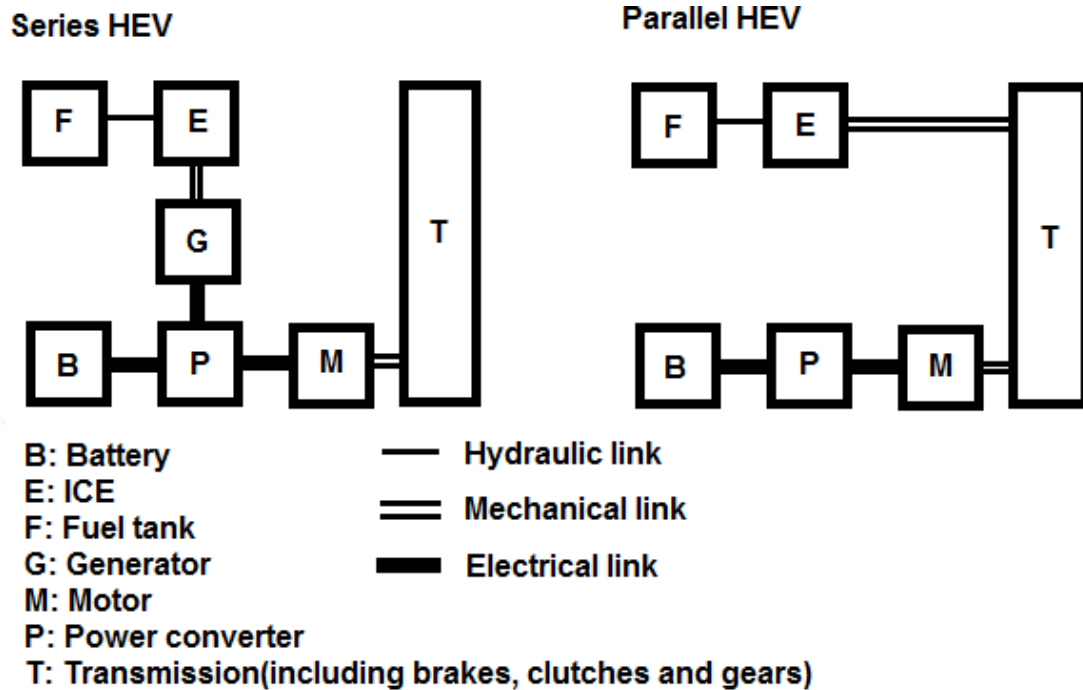 Series HEV
Parallel HEV
F E
G
T
B P M
F E
T
B P M
B: Battery
E: ICE
F: Fuel tank
G: Generator
M: Motor
P: Power converter
T: Transmission(including brakes, clutches and gears)
Hydraulic link
Mechanical link
Electrical link